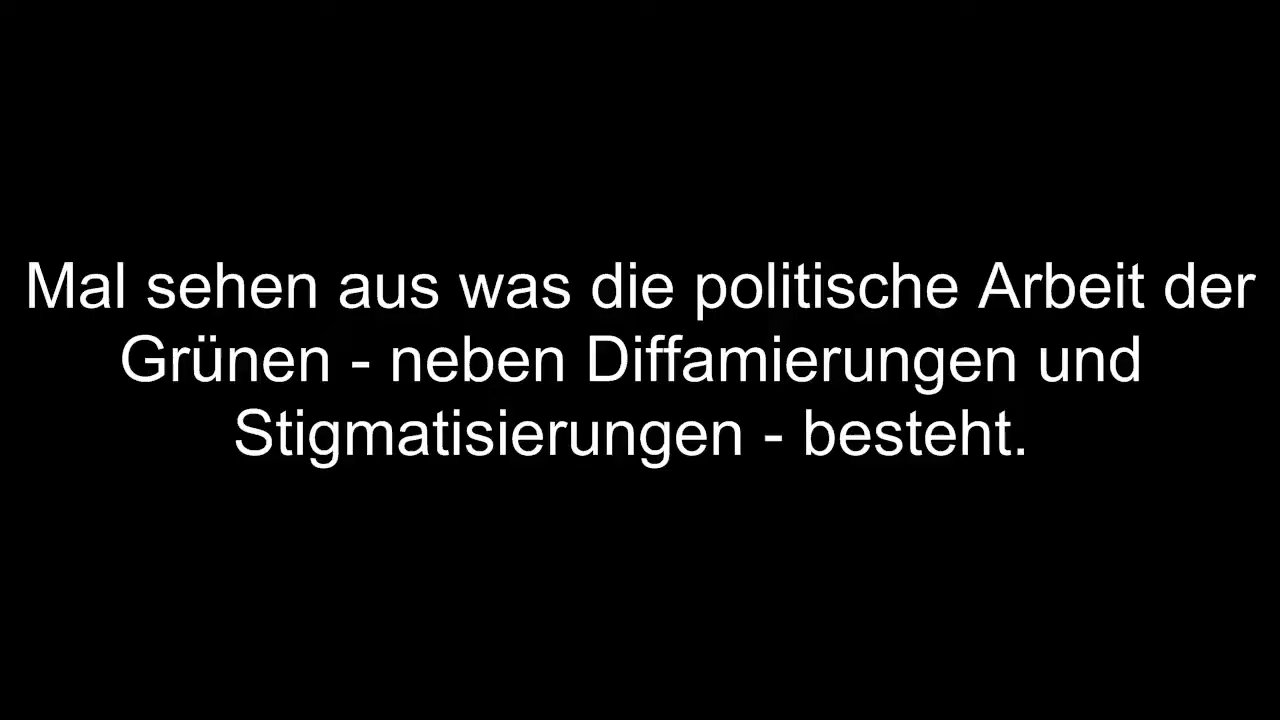 Mal sehen aus was die politische Arbeit der
Grünen - neben Diffamierungen und
Stigmatisierungen - besteht.